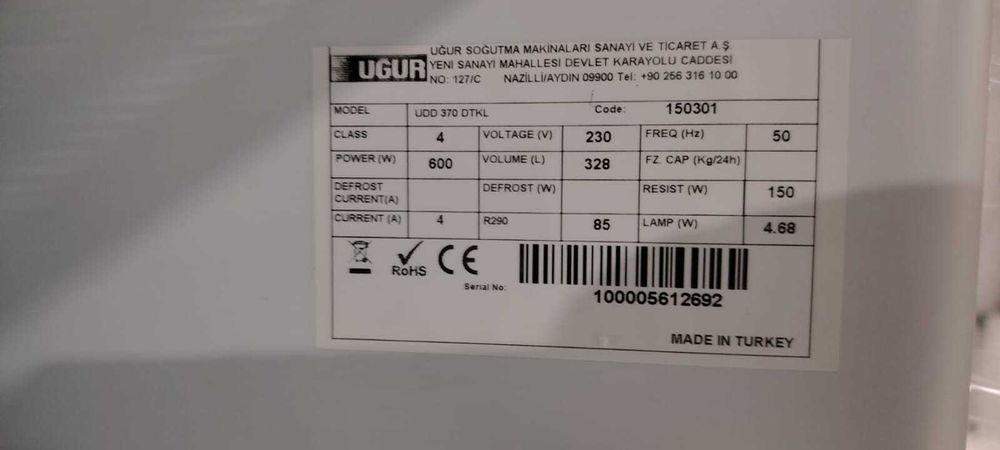 UĞUR SOĞUTMA MAKİNALARI SANAYİ VE TİCARET A.Ş
UĞUR YENİ SANAYİ MAHALLESİ DEVLET KARAYOLU CADDESİ
NO: 127/C NAZİLLİ/AYDIN 09900 Tel: +90 256 316 10 00
MODEL UDD 370 DTKL Code: 150301
CLASS 4 VOLTAGE (V) 230 FREQ (Hz) 50
POWER (W) 600 VOLUME (L) 328 FZ. CAP (Kg/24h)
DEFROST CURRENT(A) DEFROST (W) RESIST (W) 150
CURRENT (A) 4 R290 85 LAMP (W) 4.68
RoHS CE
Serial No: 100005612692
MADE IN TURKEY